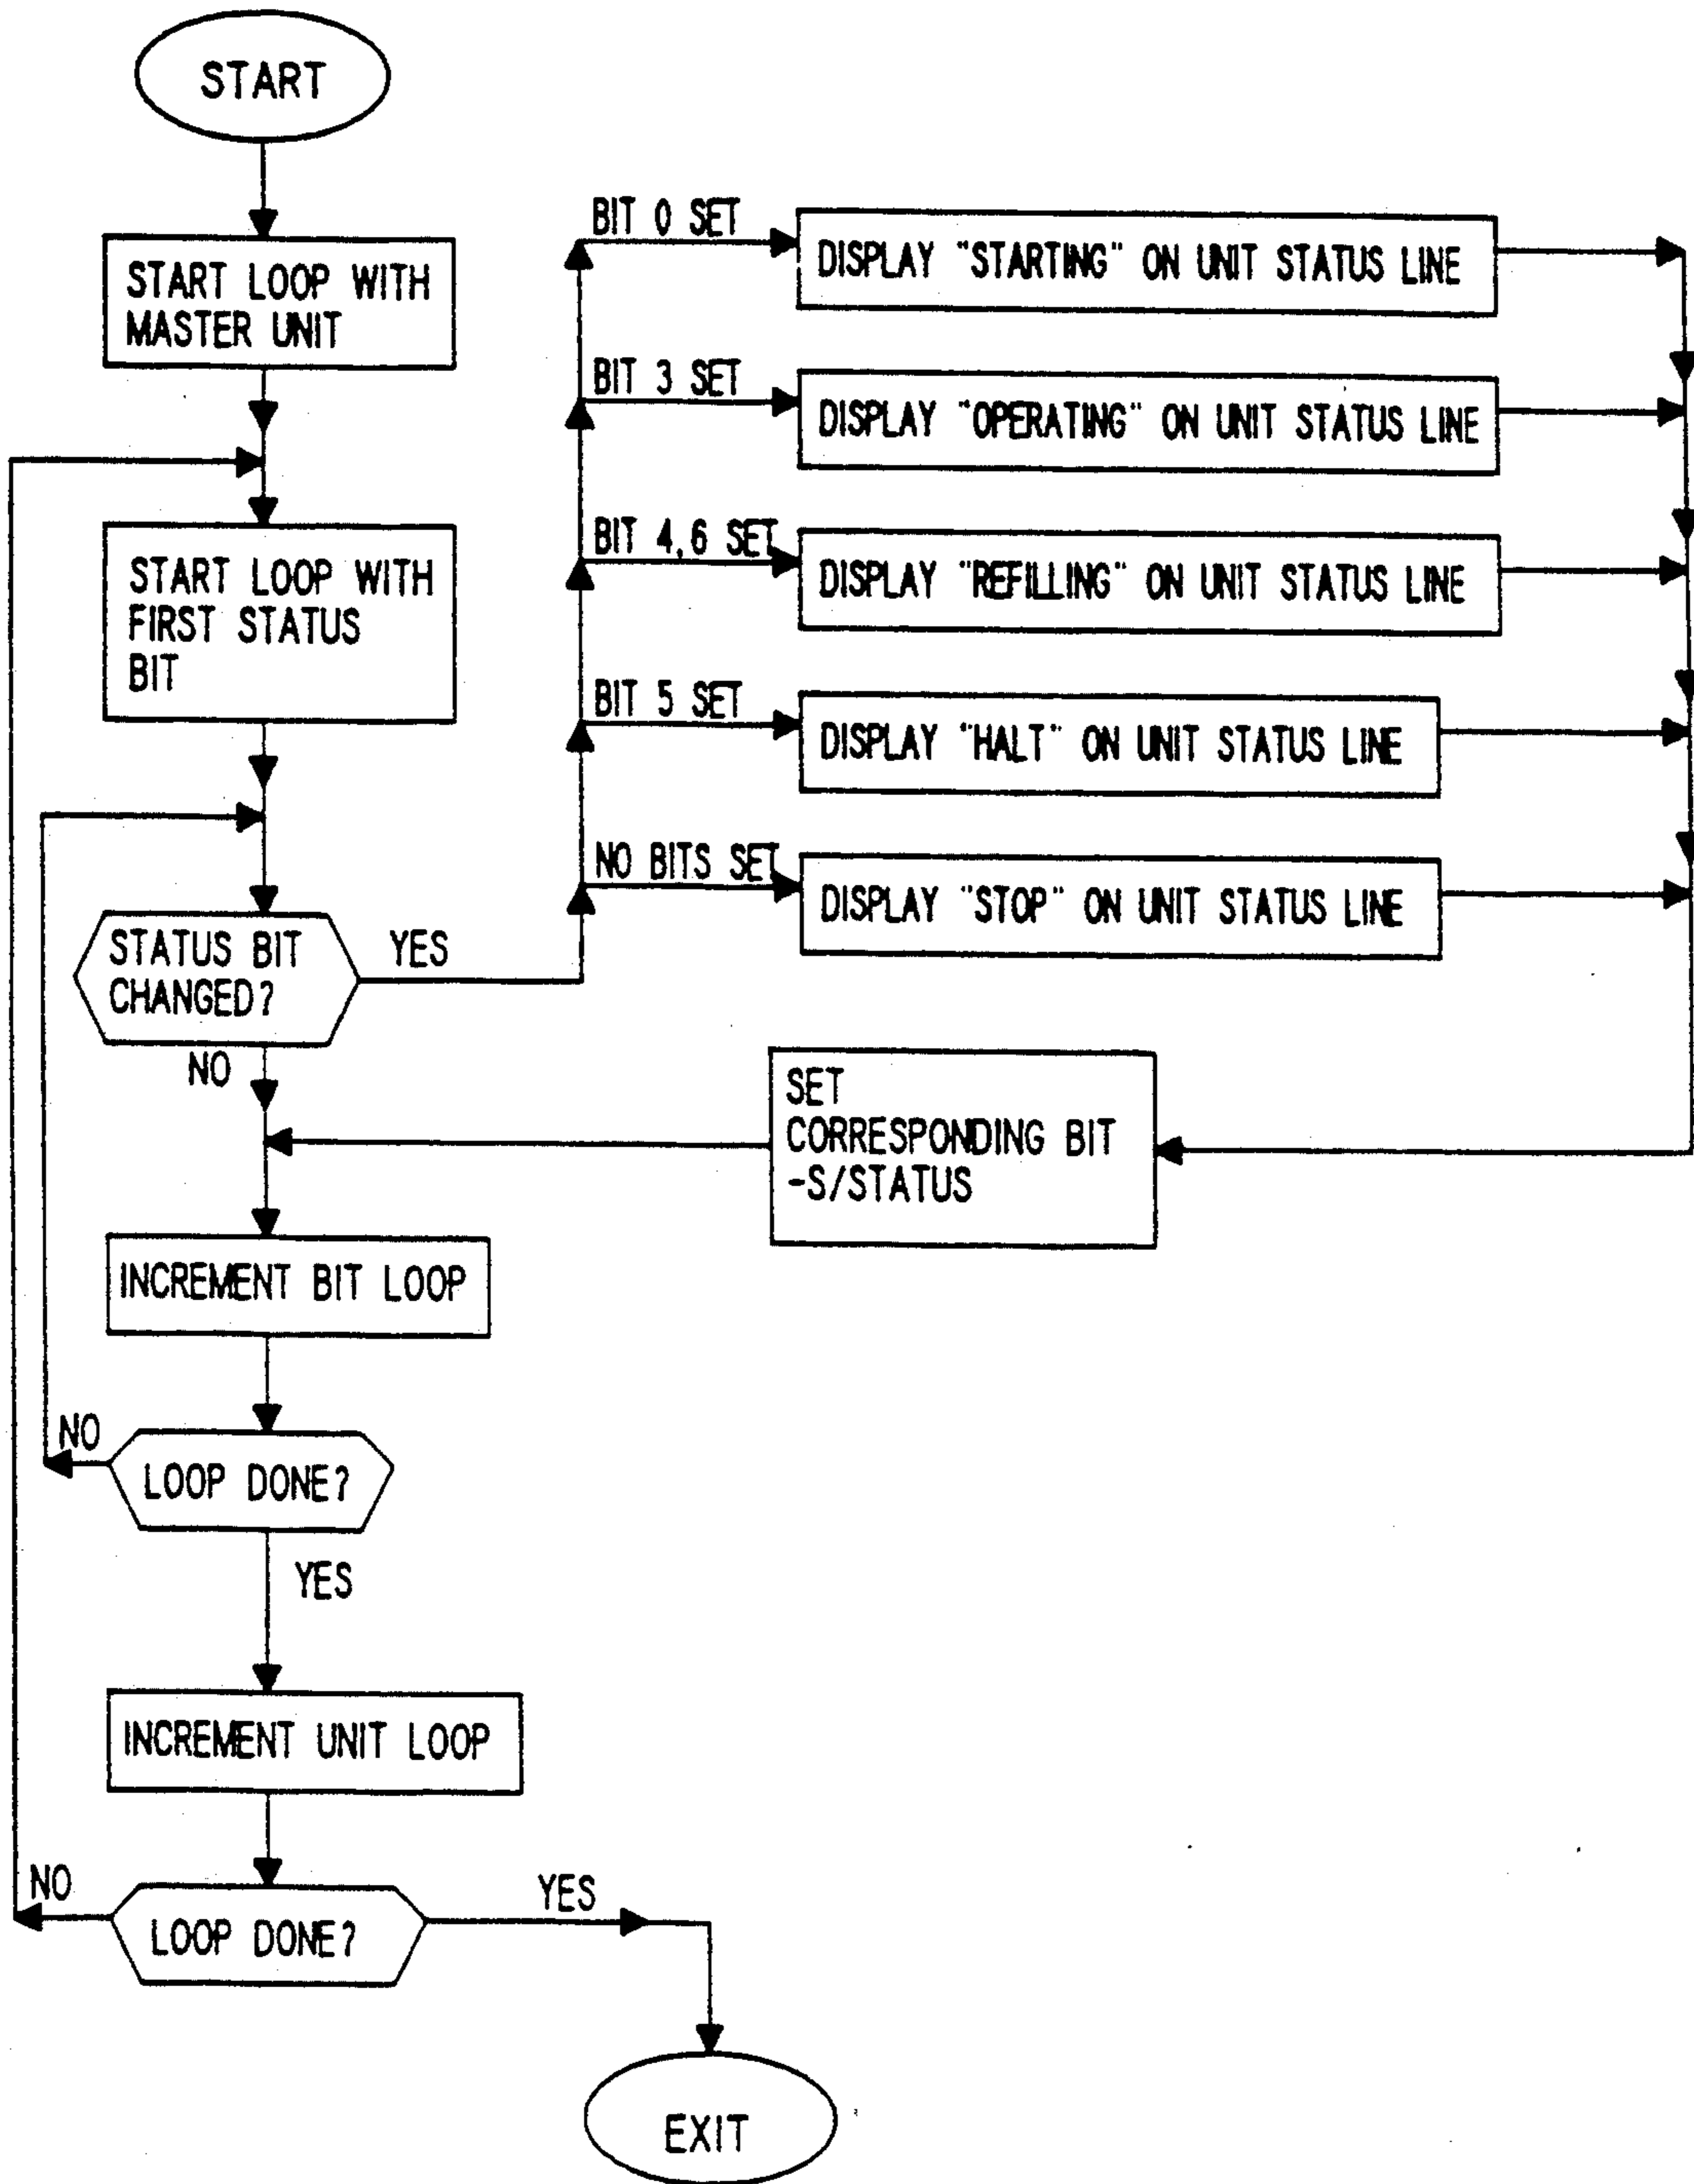 START
START LOOP WITH
MASTER UNIT
START LOOP WITH
FIRST STATUS
BIT
STATUS BIT
CHANGED?
YES
NO
BIT 0 SET
DISPLAY "STARTING" ON UNIT STATUS LINE
BIT 3 SET
DISPLAY "OPERATING" ON UNIT STATUS LINE
BIT 4,6 SET
DISPLAY "REFILLING" ON UNIT STATUS LINE
BIT 5 SET
DISPLAY "HALT" ON UNIT STATUS LINE
NO BITS SET
DISPLAY "STOP" ON UNIT STATUS LINE
SET
CORRESPONDING BIT
-S/STATUS
INCREMENT BIT LOOP
NO
LOOP DONE?
YES
INCREMENT UNIT LOOP
NO
LOOP DONE?
YES
EXIT